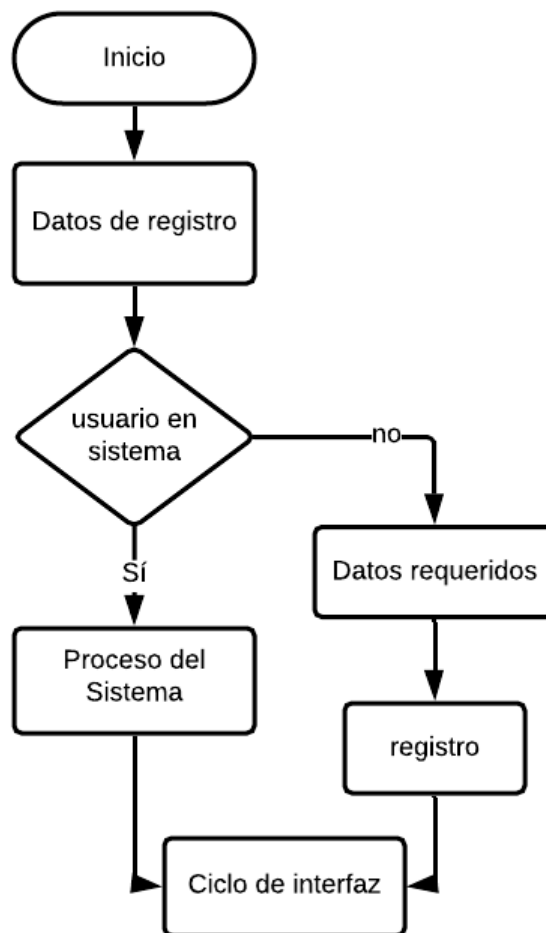 Inicio
Datos de registro
usuario en
sistema
no
Sí
Datos requeridos
Proceso del
Sistema
registro
Ciclo de interfaz